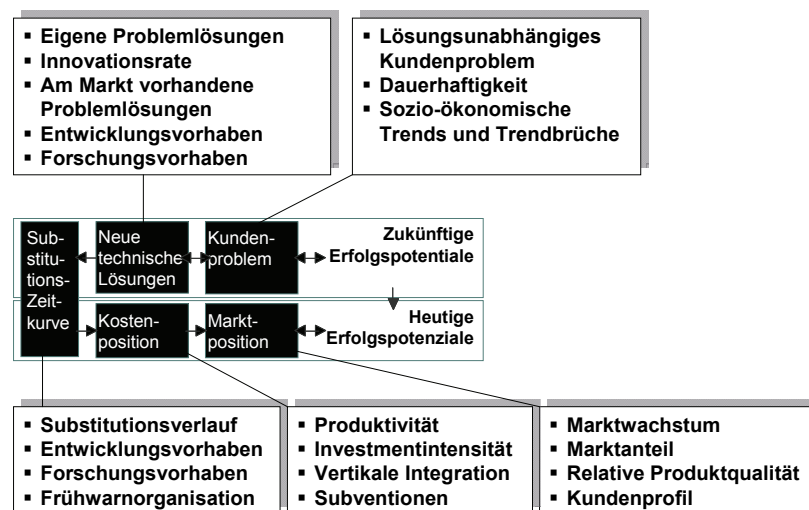 ▪ Eigene Problemlösungen
▪ Innovationsrate
▪ Am Markt vorhandene
Problemlösungen
▪ Entwicklungsvorhaben
▪ Forschungsvorhaben
▪ Lösungsunabhängiges
Kundenproblem
▪ Dauerhaftigkeit
▪ Sozio-ökonomische
Trends und Trendbrüche
Sub-
stitu-
tions-
Zeit-
kurve
Neue
technische
Lösungen
Kunden-
problem
Zukünftige
Erfolgspotentiale
Kosten-
position
Markt-
position
Heutige
Erfolgspotenziale
▪ Substitutionsverlauf
▪ Entwicklungsvorhaben
▪ Forschungsvorhaben
▪ Frühwarnorganisation
▪ Produktivität
▪ Investmentintensität
▪ Vertikale Integration
▪ Subventionen
▪ Marktwachstum
▪ Marktanteil
▪ Relative Produktqualität
▪ Kundenprofil